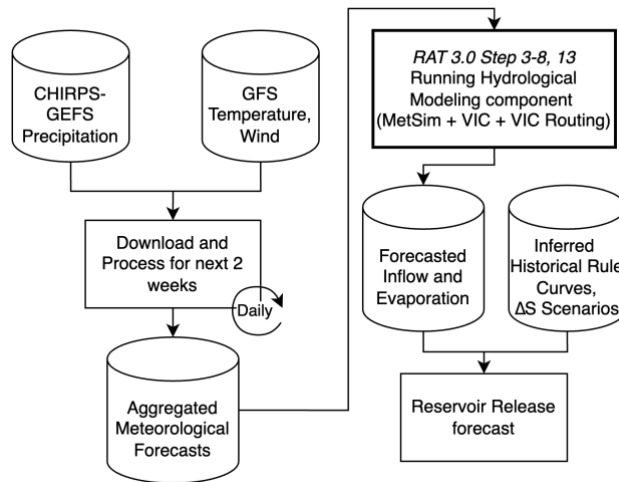 CHIRPS-
GEFS
Precipitation
GFS
Temperature,
Wind
Download and
Process for next 2
weeks
Daily
Aggregated
Meteorological
Forecasts
RAT 3.0 Step 3-8, 13
Running Hydrological
Modeling component
(MetSim + VIC + VIC Routing)
Forecasted
Inflow and
Evaporation
Inferred
Historical Rule
Curves,
ΔS Scenarios
Reservoir Release
forecast